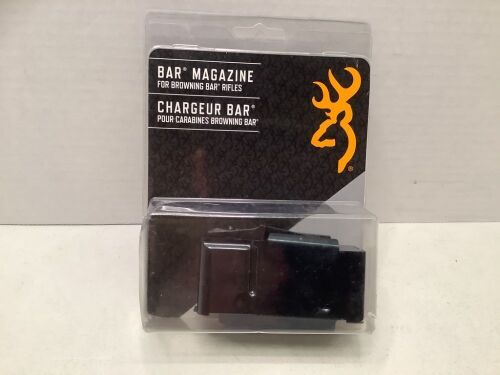 BAR® MAGAZINE
FOR BROWNING BAR® RIFLES
CHARGEUR BAR®
POUR CARABINES BROWNING BAR®
®